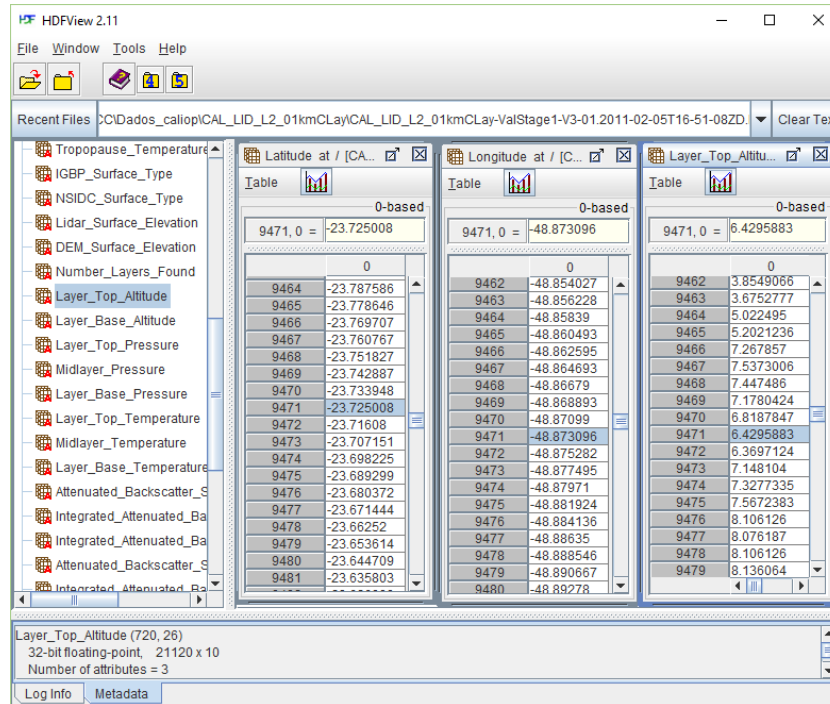 HDFView 2.11
File Window Tools Help
4 5
Recent Files CC\Dados_caliop\CAL_LID_L2_01kmCLay\CAL_LID_L2_01kmCLay-ValStage1-V3-01.2011-02-05T16-51-08ZD. Clear Tex
Tropopause_Temperature
IGBP_Surface_Type
NSIDC_Surface_Type
Lidar_Surface_Elevation
DEM_Surface_Elevation
Number_Layers_Found
Layer_Top_Altitude
Layer_Base_Altitude
Layer_Top_Pressure
Midlayer_Pressure
Layer_Base_Pressure
Layer_Top_Temperature
Midlayer_Temperature
Layer_Base_Temperature
Attenuated_Backscatter_S
Integrated_Attenuated_Ba
Integrated_Attenuated_Ba
Attenuated_Backscatter_S
Integrated_Attenuated_Ba
Latitude at / [CA...
Table
0-based
9471, 0 = -23.725008
0
9464 -23.787586
9465 -23.778646
9466 -23.769707
9467 -23.760767
9468 -23.751827
9469 -23.742887
9470 -23.733948
9471 -23.725008
9472 -23.71608
9473 -23.707151
9474 -23.698225
9475 -23.689299
9476 -23.680372
9477 -23.671444
9478 -23.66252
9479 -23.653614
9480 -23.644709
9481 -23.635803
Longitude at / [C...
Table
0-based
9471, 0 = -48.873096
0
9462 -48.854027
9463 -48.856228
9464 -48.85839
9465 -48.860493
9466 -48.862595
9467 -48.864693
9468 -48.86679
9469 -48.868893
9470 -48.87099
9471 -48.873096
9472 -48.875282
9473 -48.877495
9474 -48.87971
9475 -48.881924
9476 -48.884136
9477 -48.88635
9478 -48.888546
9479 -48.890667
9480 -48.89278
Layer_Top_Altitu...
Table
0-based
9471, 0 = 6.4295883
0
9462 3.8549066
9463 3.6752777
9464 5.022495
9465 5.2021236
9466 7.267857
9467 7.5373006
9468 7.447486
9469 7.1780424
9470 6.8187847
9471 6.4295883
9472 6.3697124
9473 7.148104
9474 7.3277335
9475 7.5672383
9476 8.106126
9477 8.076187
9478 8.106126
9479 8.136064
Layer_Top_Altitude (720, 26)
32-bit floating-point, 21120 x 10
Number of attributes = 3
Log Info Metadata